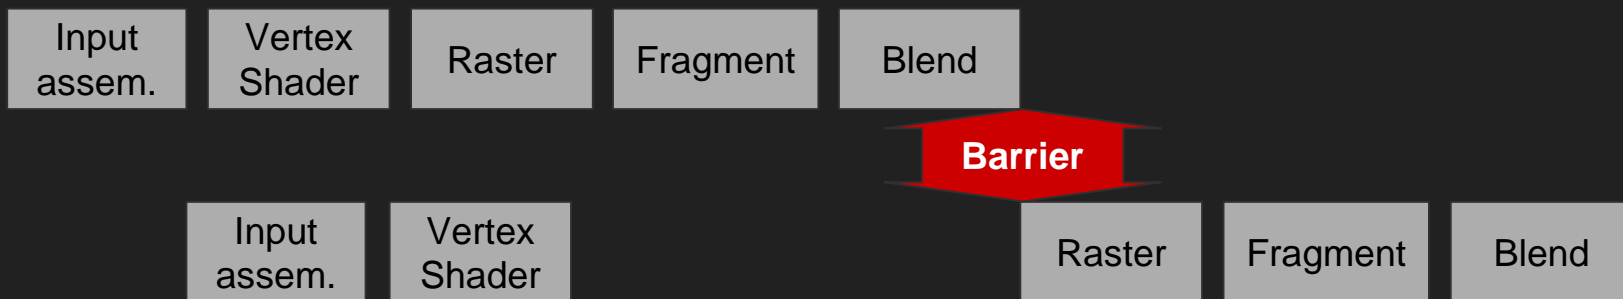 Input
assem.
Vertex
Shader
Raster
Fragment
Blend
Barrier
Input
assem.
Vertex
Shader
Raster
Fragment
Blend